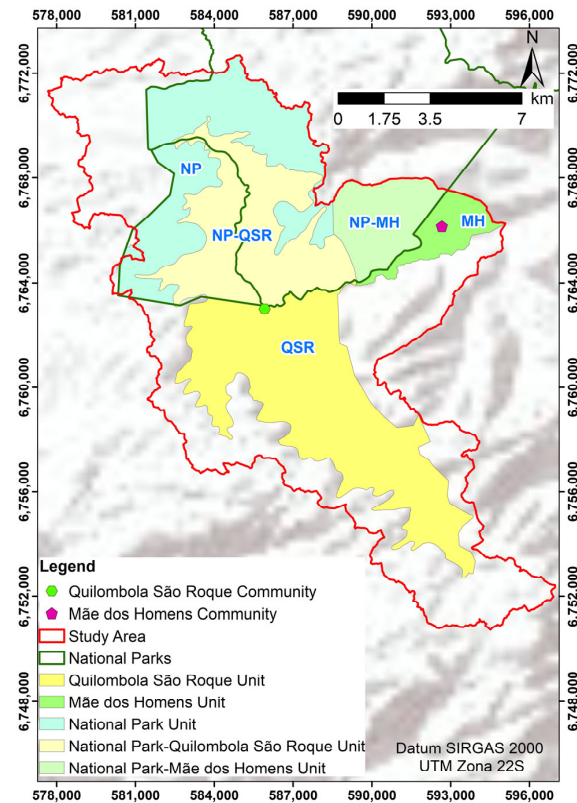 578,000 581,000 584,000 587,000 590,000 593,000 596,000
6,772,000
6,768,000
6,764,000
6,760,000
6,756,000
6,752,000
6,748,000
N
km
0 1.75 3.5 7
NP
NP-QSR
NP-MH
MH
QSR
Legend
Quilombola São Roque Community
Mãe dos Homens Community
Study Area
National Parks
Quilombola São Roque Unit
Mãe dos Homens Unit
National Park Unit
National Park-Quilombola São Roque Unit
National Park-Mãe dos Homens Unit
Datum SIRGAS 2000
UTM Zona 22S
6,772,000
6,768,000
6,764,000
6,760,000
6,756,000
6,752,000
6,748,000
578,000 581,000 584,000 587,000 590,000 593,000 596,000